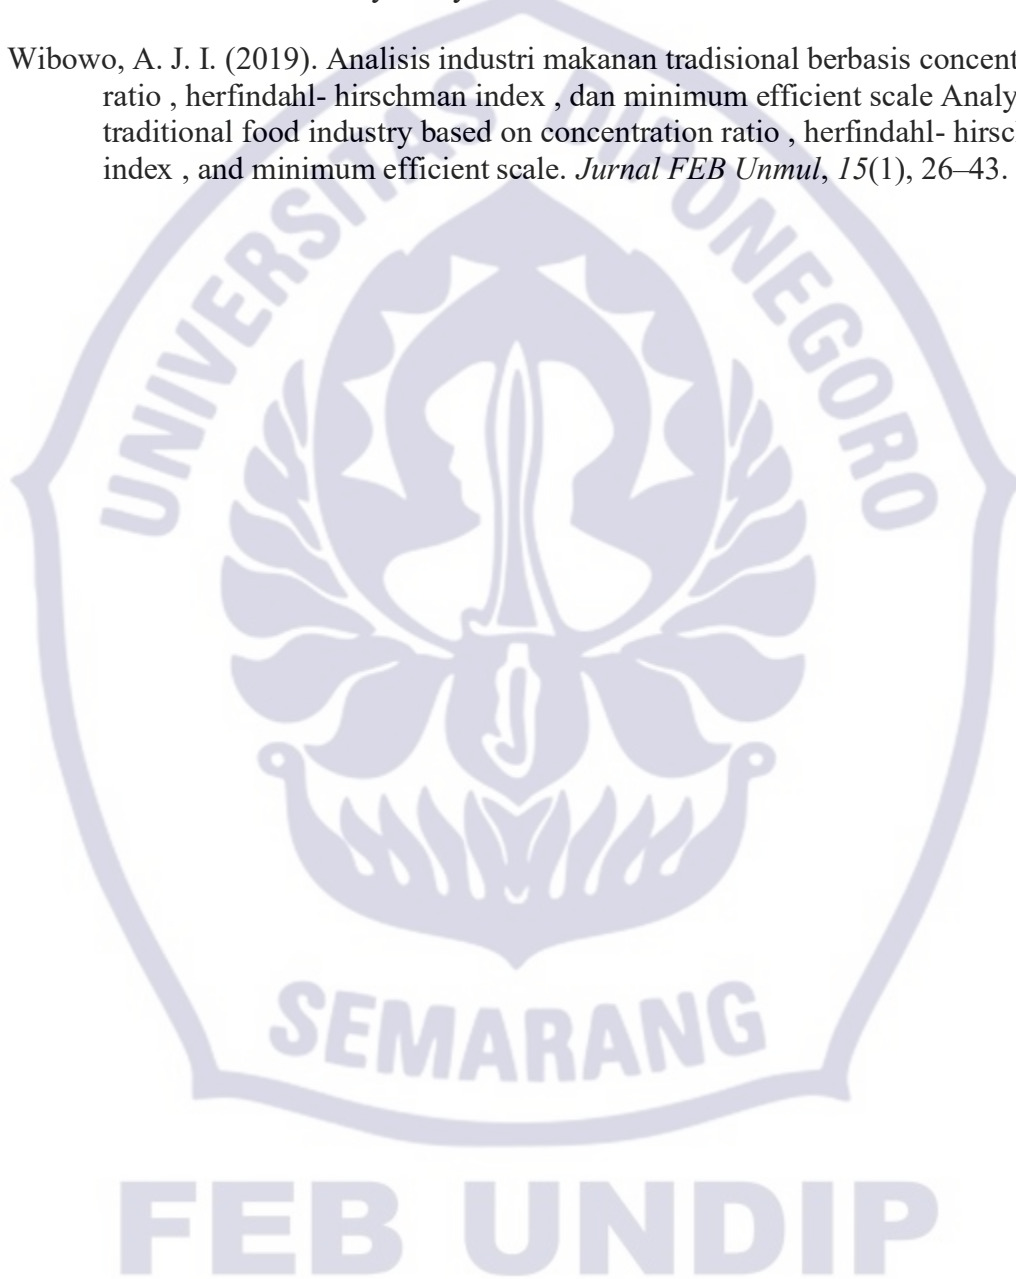 Wibowo, A. J. I. (2019). Analisis industri makanan tradisional berbasis concent
ratio , herfindahl- hirschman index , dan minimum efficient scale Analy
traditional food industry based on concentration ratio , herfindahl- hirsc
index , and minimum efficient scale. Jurnal FEB Unmul, 15(1), 26–43.
UNIVERSITAS DIPONEGORO
SEMARANG
FEB UNDIP